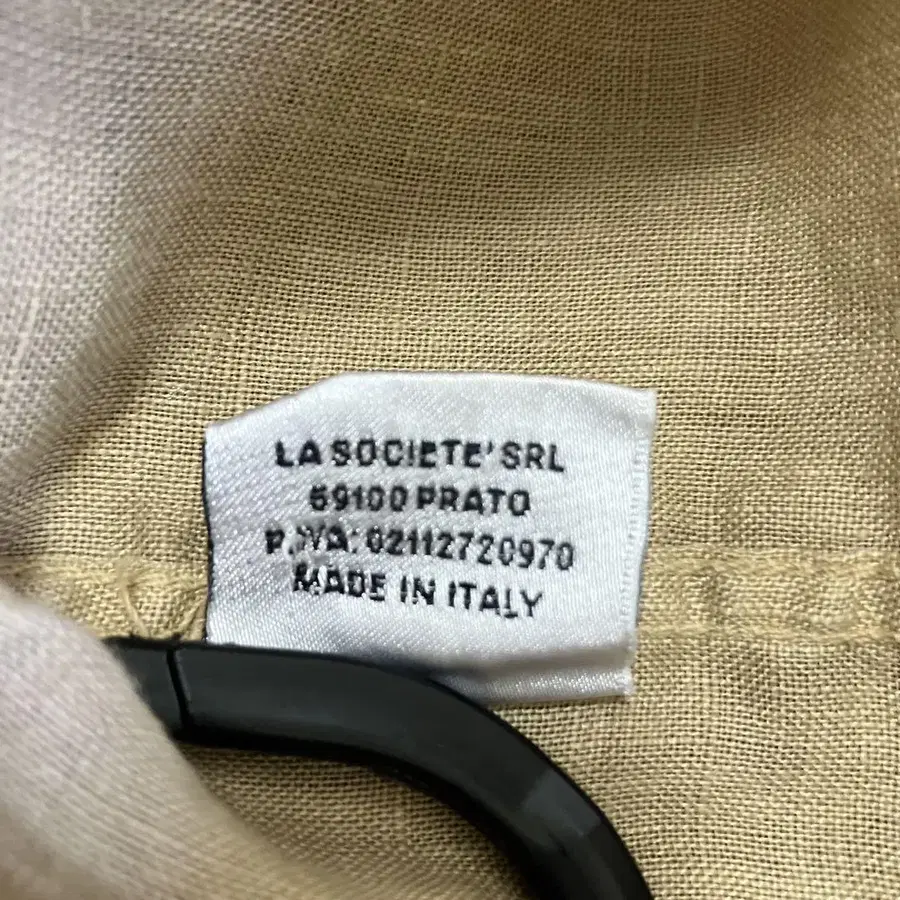 LA SOCIETE' SRL
59100 PRATO
P.IVA: 02112720970
MADE IN ITALY